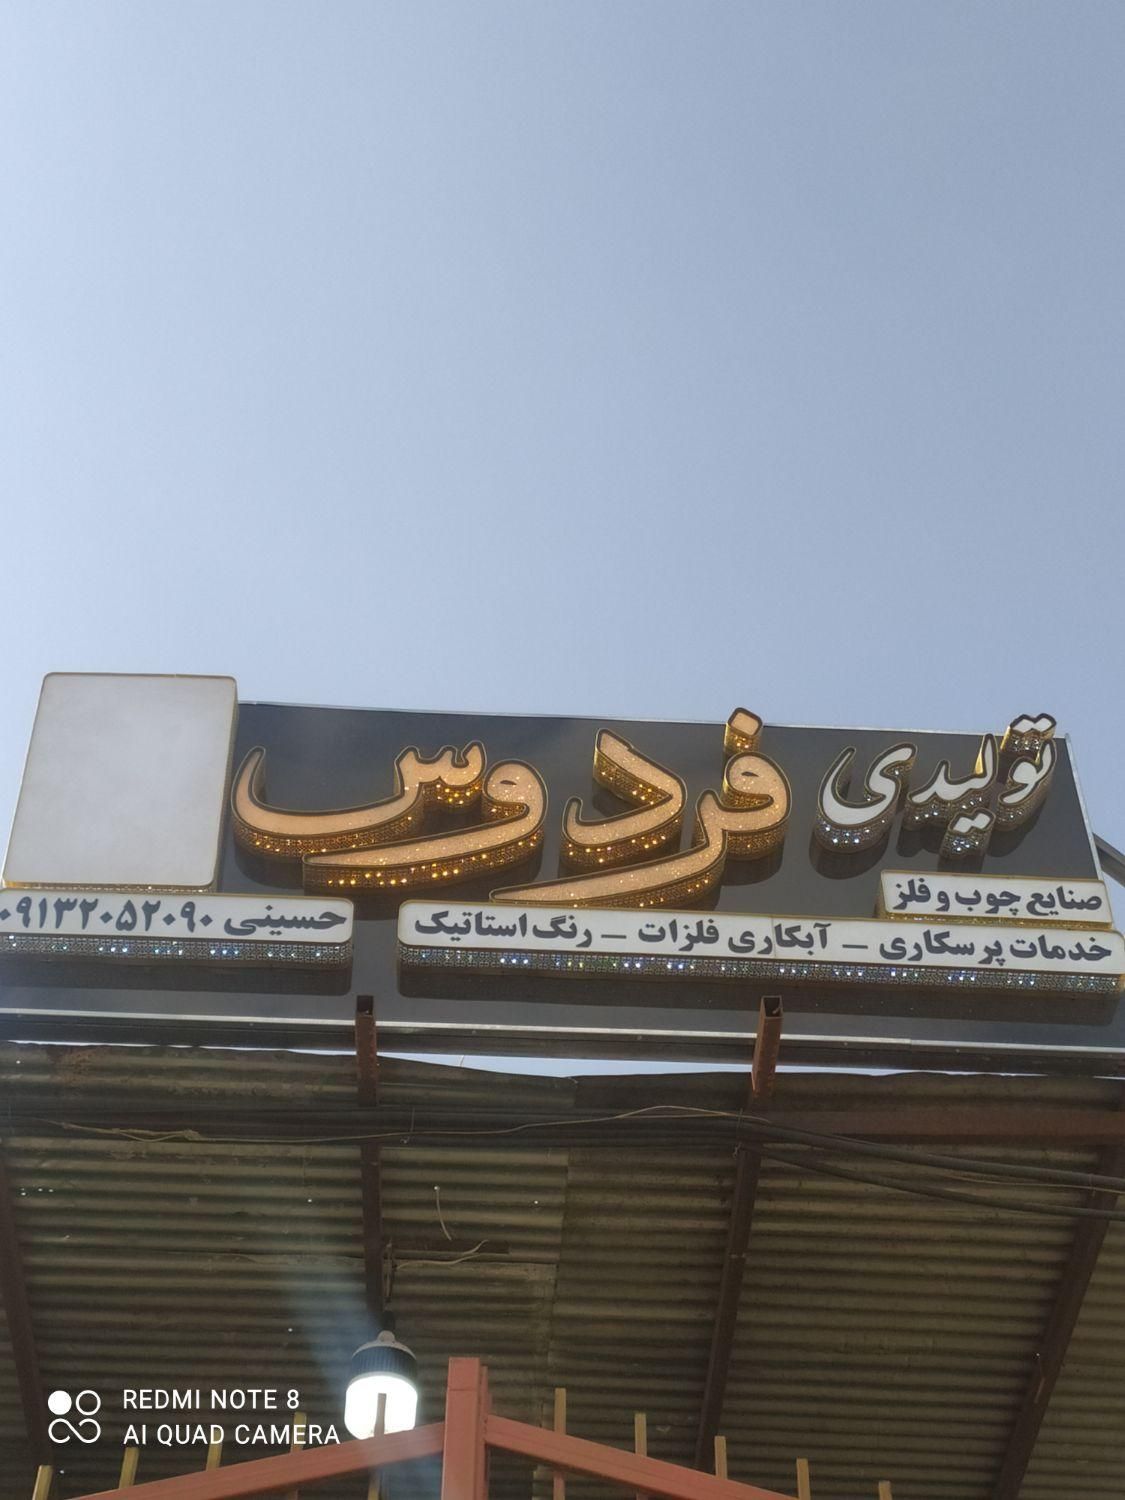 تولیدی فردوس
صنایع چوب و فلز
خدمات پرسکاری – آبکاری فلزات – رنگ استاتیک
حسینی ۰۹۱۳۲۰۵۲۰۹۰
REDMI NOTE 8
AI QUAD CAMERA